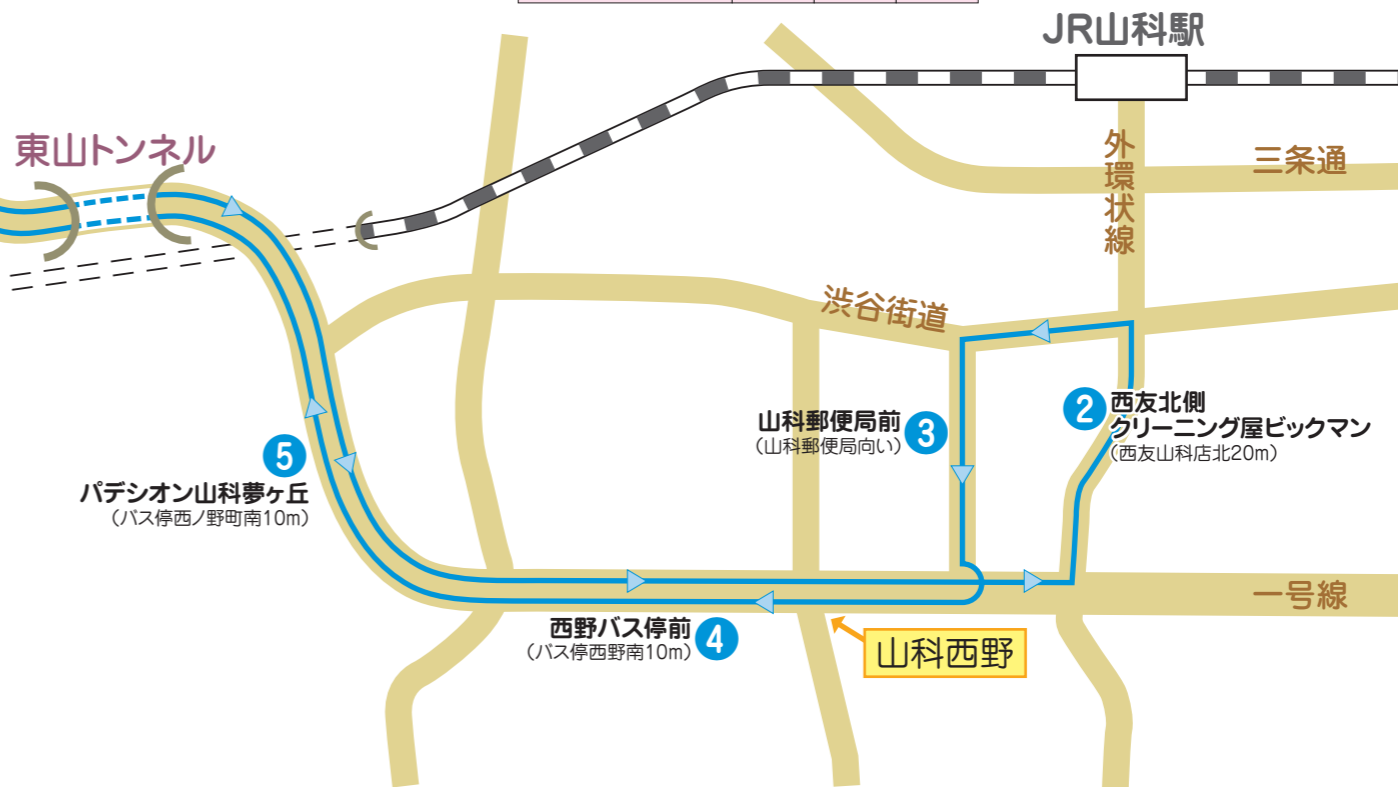 JR山科駅
東山トンネル
外環状線
三条通
渋谷街道
2
西友北側
クリーニング屋ビックマン
(西友山科店北20m)
山科郵便局前
(山科郵便局向い)
3
5
パデシオン山科夢ヶ丘
(バス停西ノ野町南10m)
一号線
西野バス停前
(バス停西野南10m)
4
山科西野